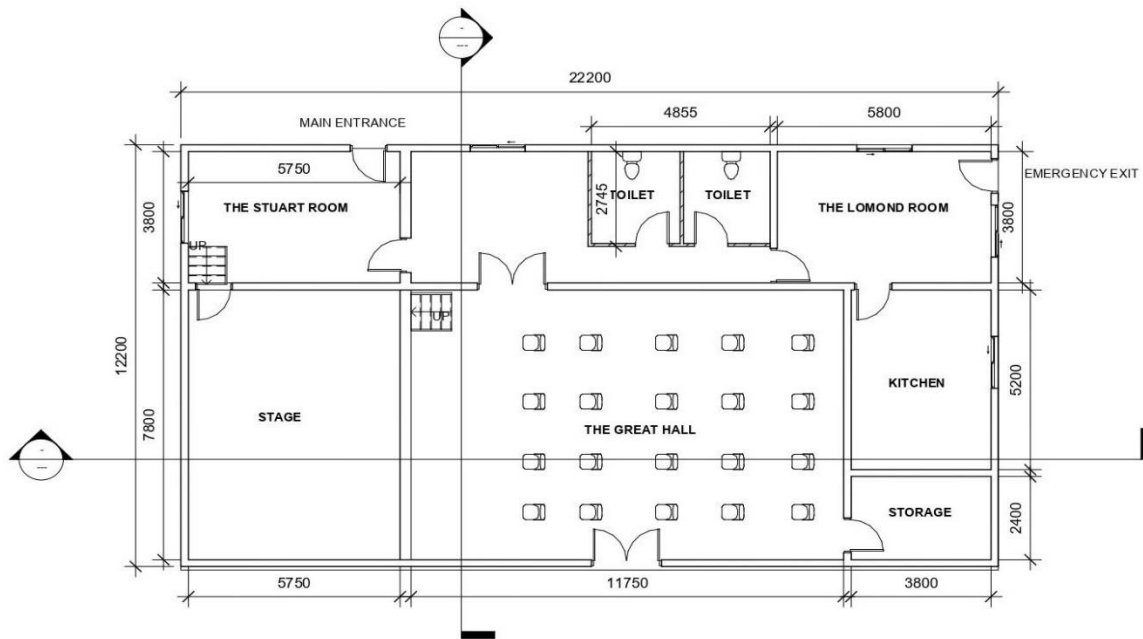 22200
4855
5800
MAIN ENTRANCE
5750
EMERGENCY EXIT
3800
THE STUART ROOM
2745
TOILET
TOILET
THE LOMOND ROOM
3800
UP
UP
12200
7800
STAGE
THE GREAT HALL
KITCHEN
5200
STORAGE
2400
5750
11750
3800